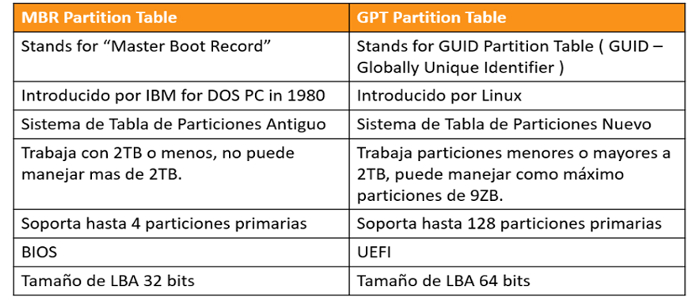 MBR Partition Table
GPT Partition Table
Stands for “Master Boot Record”
Stands for GUID Partition Table ( GUID –
Globally Unique Identifier )
Introducido por IBM for DOS PC in 1980
Introducido por Linux
Sistema de Tabla de Particiones Antiguo
Sistema de Tabla de Particiones Nuevo
Trabaja con 2TB o menos, no puede
manejar mas de 2TB.
Trabaja particiones menores o mayores a
2TB, puede manejar como máximo
particiones de 9ZB.
Soporta hasta 4 particiones primarias
Soporta hasta 128 particiones primarias
BIOS
UEFI
Tamaño de LBA 32 bits
Tamaño de LBA 64 bits